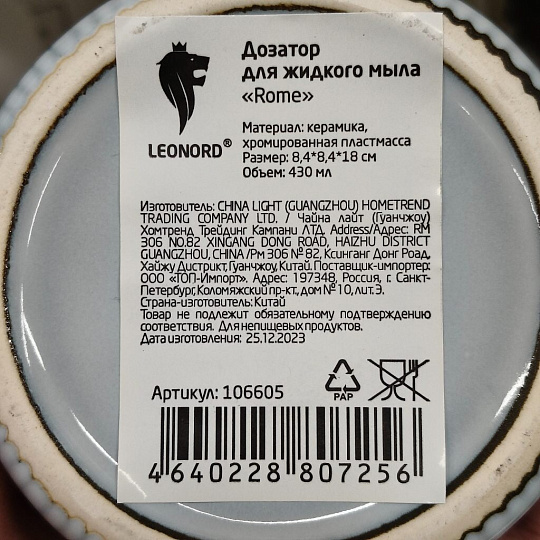 Дозатор
для жидкого мыла
«Rome»
LEONORD®
Материал: керамика,
хромированная пластмасса
Размер: 8,4*8,4*18 см
Объем: 430 мл
Изготовитель: CHINA LIGHT (GUANGZHOU) HOMETREND
TRADING COMPANY LTD. / Чайна лайт (Гуанчжоу)
Хомтренд Трейдинг Кампани ЛТД. Address/Адрес: RM
306 NO.82 XINGANG DONG ROAD, HAIZHU DISTRICT
GUANGZHOU, CHINA /Рм 306 № 82, Ксинганг Донг Роад,
Хайжу Дистрикт, Гуанчжоу, Китай. Поставщик-импортер:
ООО «ТОП-Импорт». Адрес: 197348, Россия, г. Санкт-
Петербург, Коломяжский пр-кт, дом № 10, лит.З.
Страна-изготовитель: Китай
Товар не подлежит обязательному подтверждению
соответствия. Для непищевых продуктов.
Дата изготовления: 25.12.2023
Артикул: 106605
PAP
4 640228 807256